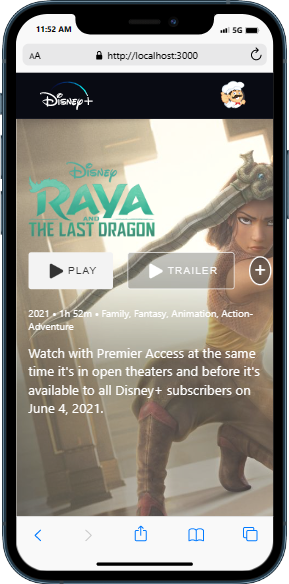 11:52 AM
5G
AA
http://localhost:3000
Disney+
Disney
RAYA
AND
THE LAST DRAGON
PLAY
TRAILER
+
2021 • 1h 52m • Family, Fantasy, Animation, Action-
Adventure
Watch with Premier Access at the same
time it's in open theaters and before it's
available to all Disney+ subscribers on
June 4, 2021.